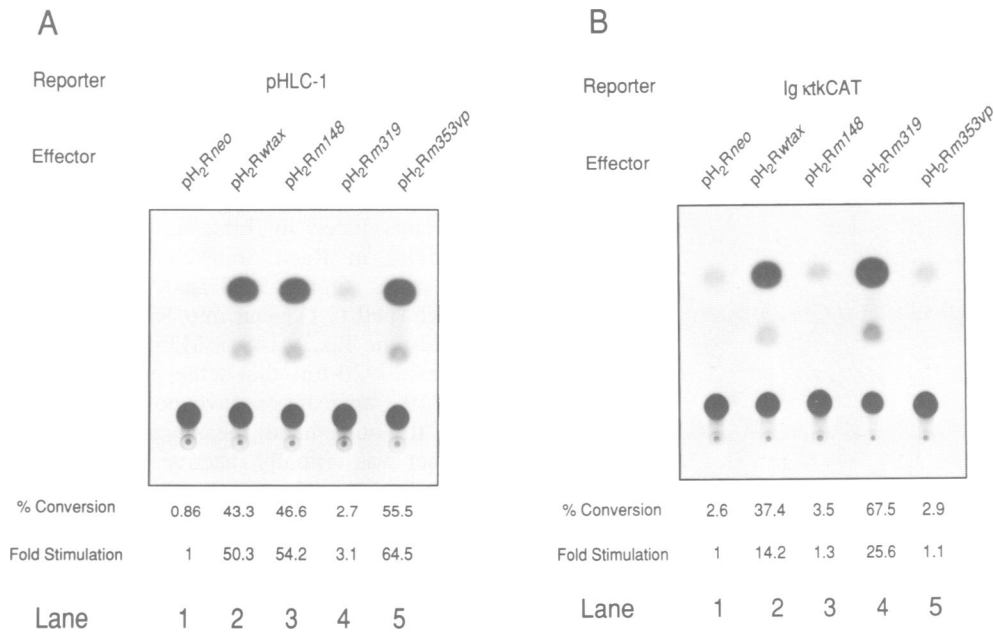 A
Reporter pHLC-1
Effector pH₂Rneo pH₂Rwtax pH₂Rm148 pH₂Rm319 pH₂Rm353vp
% Conversion 0.86 43.3 46.6 2.7 55.5
Fold Stimulation 1 50.3 54.2 3.1 64.5
Lane 1 2 3 4 5
B
Reporter Ig κtkCAT
Effector pH₂Rneo pH₂Rwtax pH₂Rm148 pH₂Rm319 pH₂Rm353vp
% Conversion 2.6 37.4 3.5 67.5 2.9
Fold Stimulation 1 14.2 1.3 25.6 1.1
Lane 1 2 3 4 5